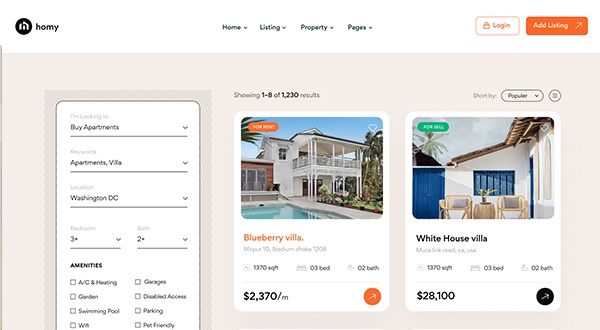 homy
Home Listing Property Pages
Login
Add Listing
Showing 1–8 of 1,230 results
Short by: Populer
I'm Looking to
Buy Apartments
Keywords
Apartments, Villa
Location
Washington DC
Bedroom Bath
3+ 2+
AMENITIES
A/C & Heating Garages
Garden Disabled Access
Swimming Pool Parking
Wifi Pet Friendly
FOR RENT
Blueberry villa.
Mirpur 10, Stadium dhaka 1208
1370 sqft 03 bed 02 bath
$2,370/m
FOR SELL
White House villa
Muza link road, ca, usa
1370 sqft 03 bed 02 bath
$28,100